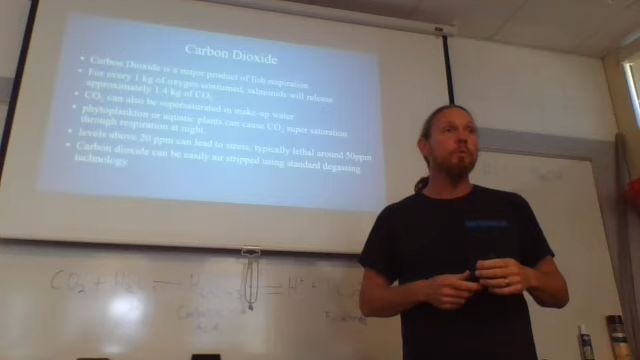 Carbon Dioxide
• Carbon Dioxide is a major product of fish respiration
• For every 1 kg of oxygen consumed, salmonids will release
approximately 1.4 kg of CO2
• CO2 can also be supersaturated in make-up water
• phytoplankton or aquatic plants can cause CO2 super saturation
through respiration at night.
• levels above 20 ppm can lead to stress, typically lethal around 50ppm
• Carbon dioxide can be easily air stripped using standard degassing
technology
CO2 + H2O
H+ +
Acid